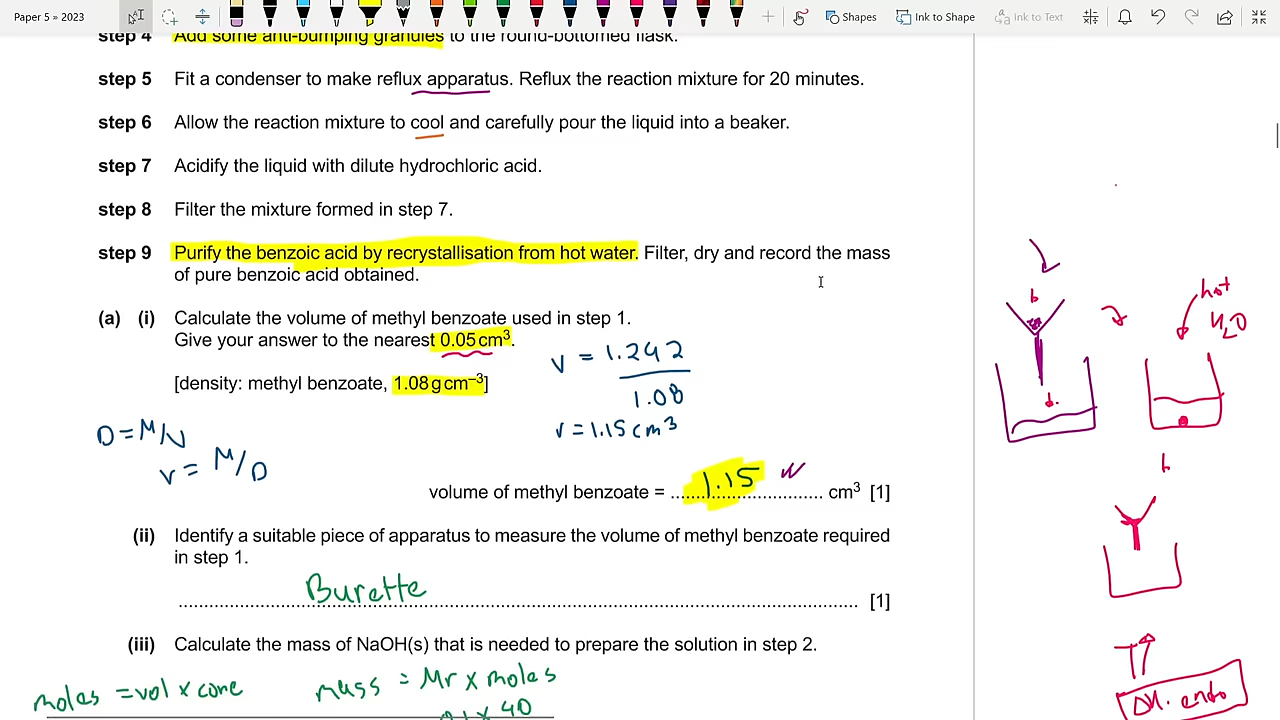 Paper 5 » 2023
Shapes
Ink to Shape
Ink to Text
step 4 Add some anti-bumping granules to the round-bottomed flask.
step 5 Fit a condenser to make reflux apparatus. Reflux the reaction mixture for 20 minutes.
step 6 Allow the reaction mixture to cool and carefully pour the liquid into a beaker.
step 7 Acidify the liquid with dilute hydrochloric acid.
step 8 Filter the mixture formed in step 7.
step 9 Purify the benzoic acid by recrystallisation from hot water. Filter, dry and record the mass
of pure benzoic acid obtained.
(a) (i) Calculate the volume of methyl benzoate used in step 1.
Give your answer to the nearest 0.05 cm³.
[density: methyl benzoate, 1.08 g cm⁻³]
V = 1.242
1.08
V = 1.15 cm³
D = M/V
V = M/D
volume of methyl benzoate = 1.15 cm³ [1]
(ii) Identify a suitable piece of apparatus to measure the volume of methyl benzoate required
in step 1.
Burette
[1]
(iii) Calculate the mass of NaOH(s) that is needed to prepare the solution in step 2.
moles = vol x conc
mass = Mr x moles
x 40
hot
H₂O
b
b
T↑
ΔH. endo